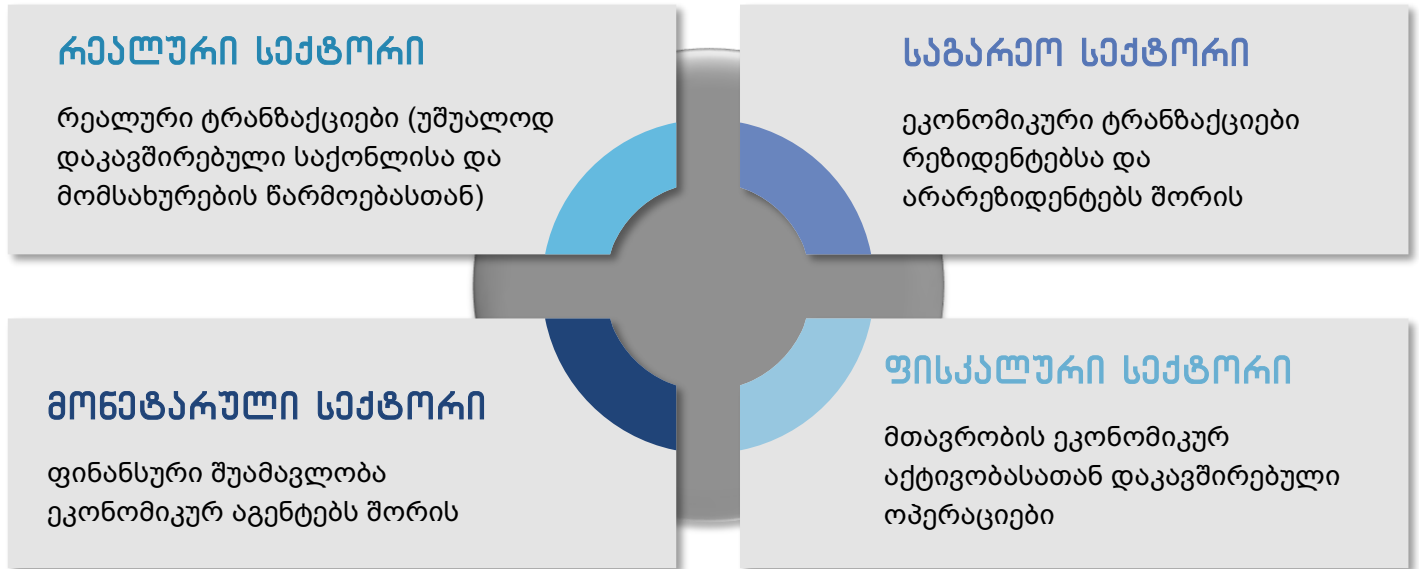 რეალური სექტორი
რეალური ტრანზაქციები (უშუალოდ
დაკავშირებული საქონლისა და
მომსახურების წარმოებასთან)
საგარეო სექტორი
ეკონომიკური ტრანზაქციები
რეზიდენტებსა და
არარეზიდენტებს შორის
მონეტარული სექტორი
ფინანსური შუამავლობა
ეკონომიკურ აგენტებს შორის
ფისკალური სექტორი
მთავრობის ეკონომიკურ
აქტივობასათან დაკავშირებული
ოპერაციები